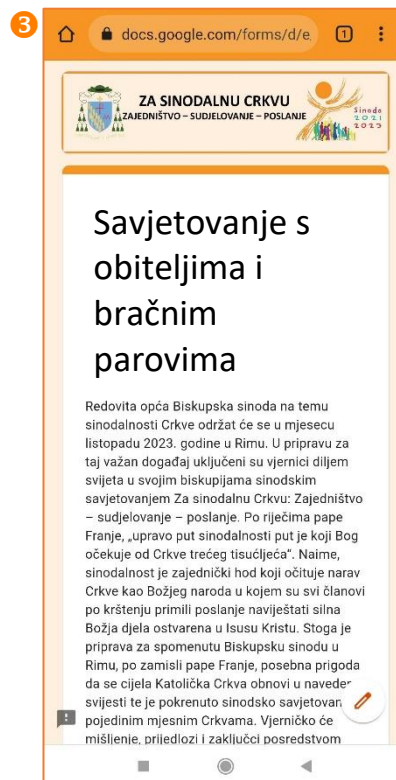 3
docs.google.com/forms/d/e
1
ZA SINODALNU CRKVU
ZAJEDNIŠTVO – SUDJELOVANJE – POSLANJE
Sinoda
2021
2023
Savjetovanje s
obiteljima i
bračnim
parovima
Redovita opća Biskupska sinoda na temu
sinodalnosti Crkve održat će se u mjesecu
listopadu 2023. godine u Rimu. U pripravu za
taj važan događaj uključeni su vjernici diljem
svijeta u svojim biskupijama sinodskim
savjetovanjem Za sinodalnu Crkvu: Zajedništvo
– sudjelovanje – poslanje. Po riječima pape
Franje, „upravo put sinodalnosti put je koji Bog
očekuje od Crkve trećeg tisućljeća“. Naime,
sinodalnost je zajednički hod koji očituje narav
Crkve kao Božjeg naroda u kojem su svi članovi
po krštenju primili poslanje naviještati silna
Božja djela ostvarena u Isusu Kristu. Stoga je
priprava za spomenutu Biskupsku sinodu u
Rimu, po zamisli pape Franje, posebna prigoda
da se cijela Katolička Crkva obnovi u naveden
svijesti te je pokrenuto sinodsko savjetovan
pojedinim mjesnim Crkvama. Vjerničko će
mišljenje, prijedlozi i zaključci posredstvom